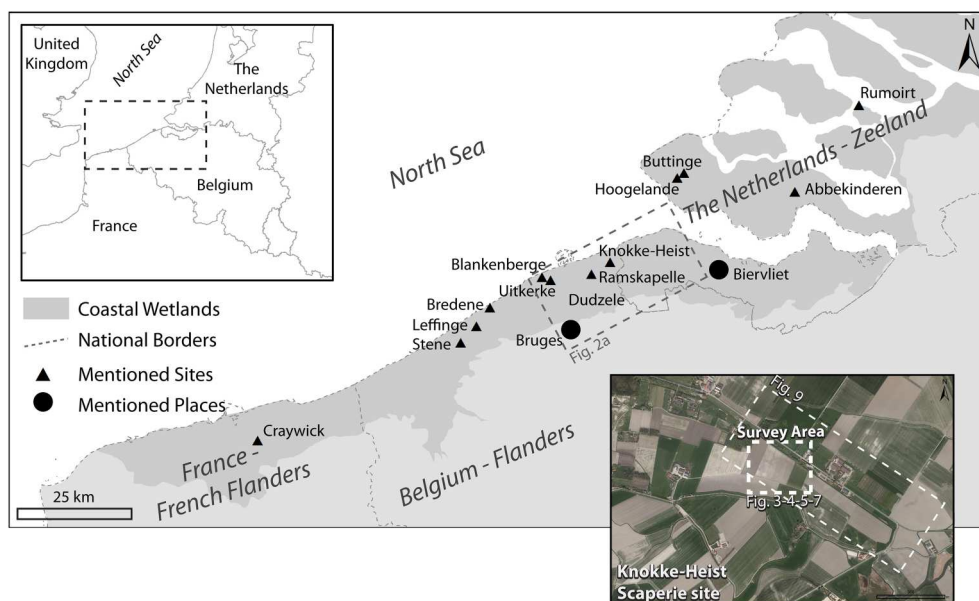 United
Kingdom
North Sea
The
Netherlands
Belgium
France
N
Rumoirt
Buttinge
Hoogelande
Abbekinderen
The Netherlands - Zeeland
North Sea
Knokke-Heist
Blankenberge
Ramskapelle
Biervliet
Uitkerke
Dudzele
Bredene
Leffinge
Bruges
Stene
Fig. 2a
Coastal Wetlands
National Borders
Mentioned Sites
Mentioned Places
Craywick
France -
French Flanders
Belgium - Flanders
25 km
Fig. 9
Survey Area
Fig. 3-4-5-7
Knokke-Heist
Scaperie site